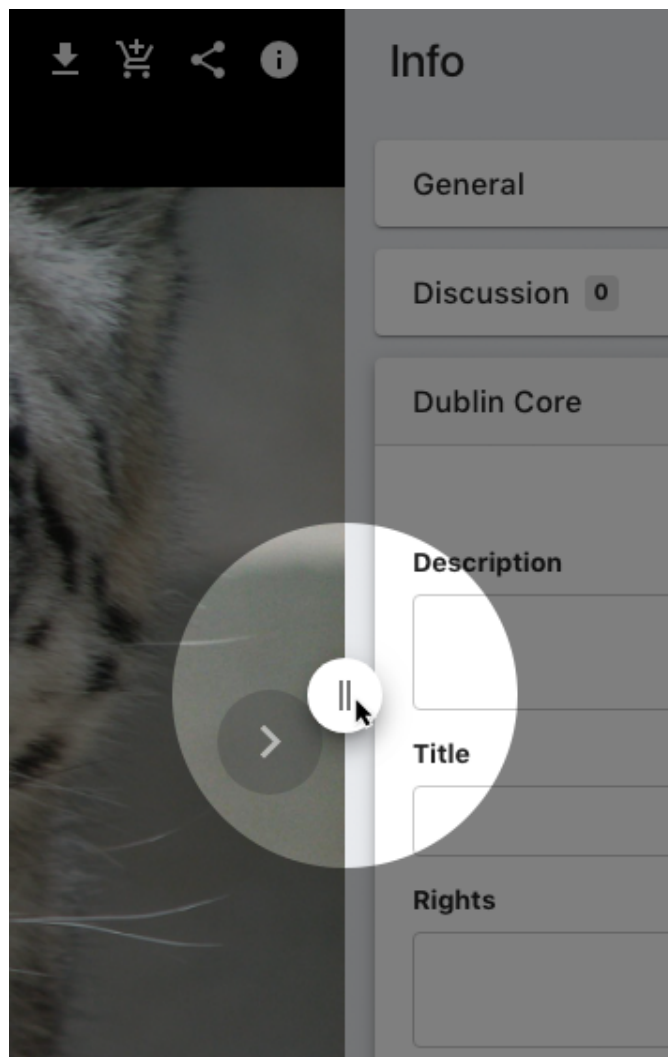 Info
General
Discussion 0
Dublin Core
Description
Title
Rights